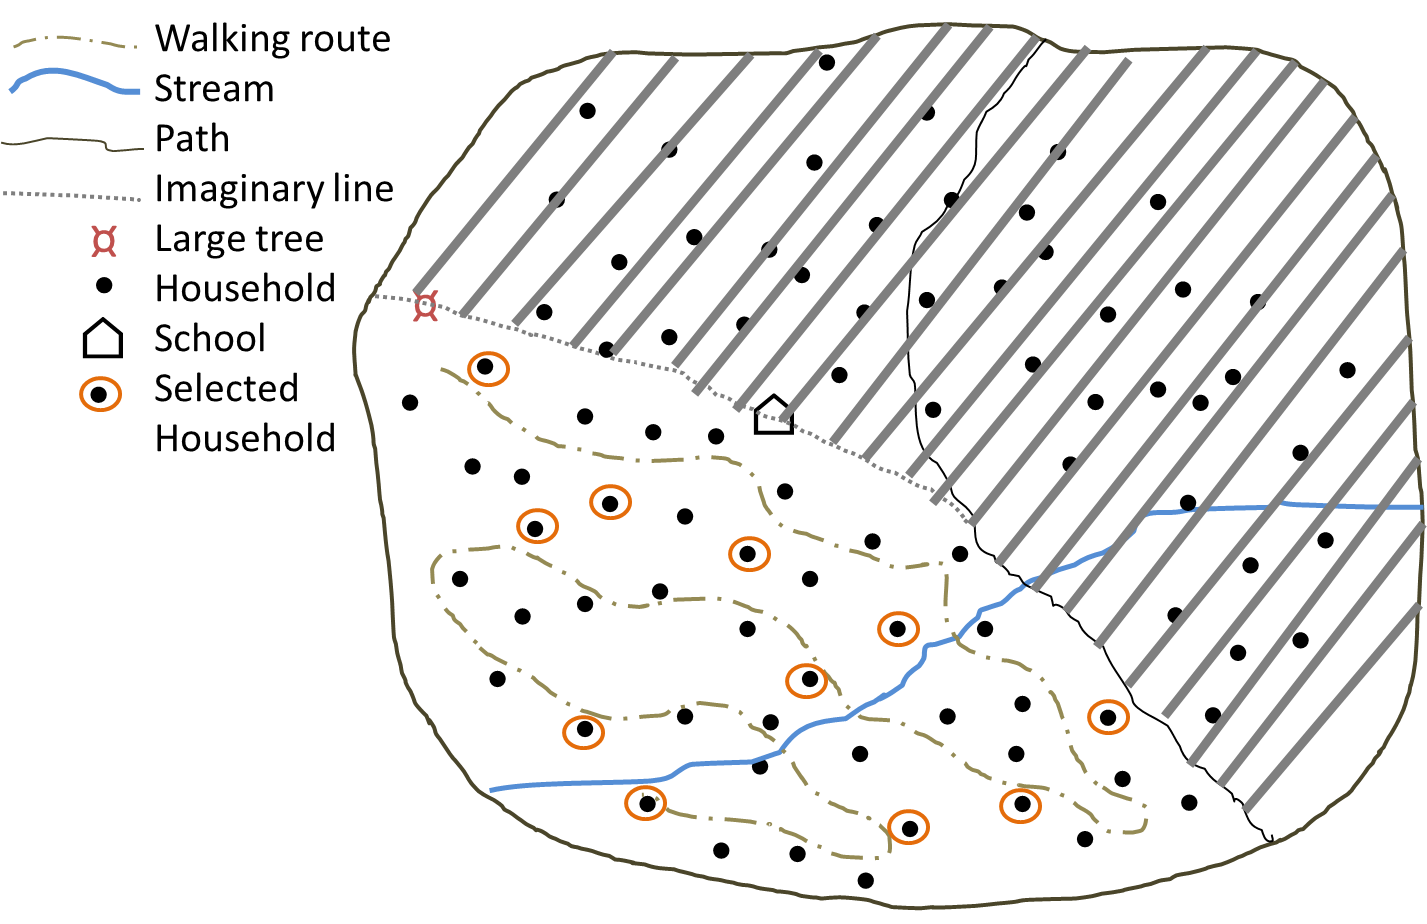 Walking route
Stream
Path
Imaginary line
Large tree
Household
School
Selected
Household